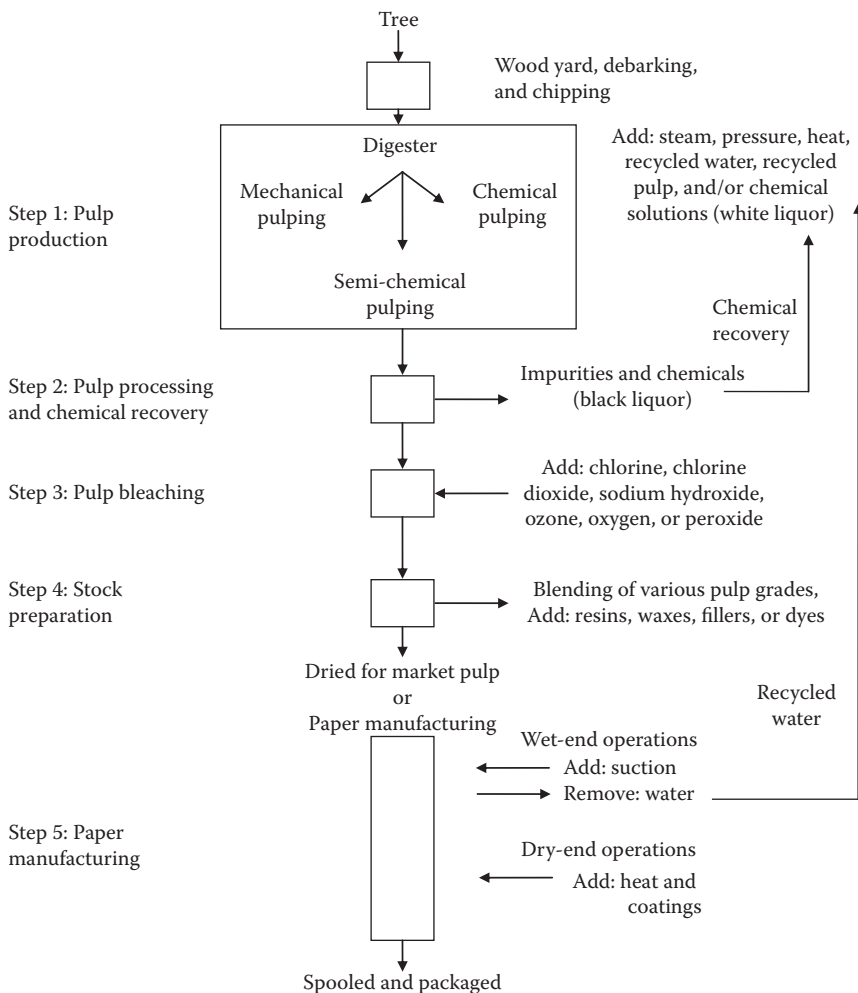 Tree
Wood yard, debarking,
and chipping
Add: steam, pressure, heat,
recycled water, recycled
pulp, and/or chemical
solutions (white liquor)
Digester
Mechanical
pulping
Chemical
pulping
Step 1: Pulp
production
Semi-chemical
pulping
Chemical
recovery
Step 2: Pulp processing
and chemical recovery
Impurities and chemicals
(black liquor)
Step 3: Pulp bleaching
Add: chlorine, chlorine
dioxide, sodium hydroxide,
ozone, oxygen, or peroxide
Step 4: Stock
preparation
Blending of various pulp grades,
Add: resins, waxes, fillers, or dyes
Dried for market pulp
or
Paper manufacturing
Recycled
water
Wet-end operations
Add: suction
Remove: water
Step 5: Paper
manufacturing
Dry-end operations
Add: heat and
coatings
Spooled and packaged